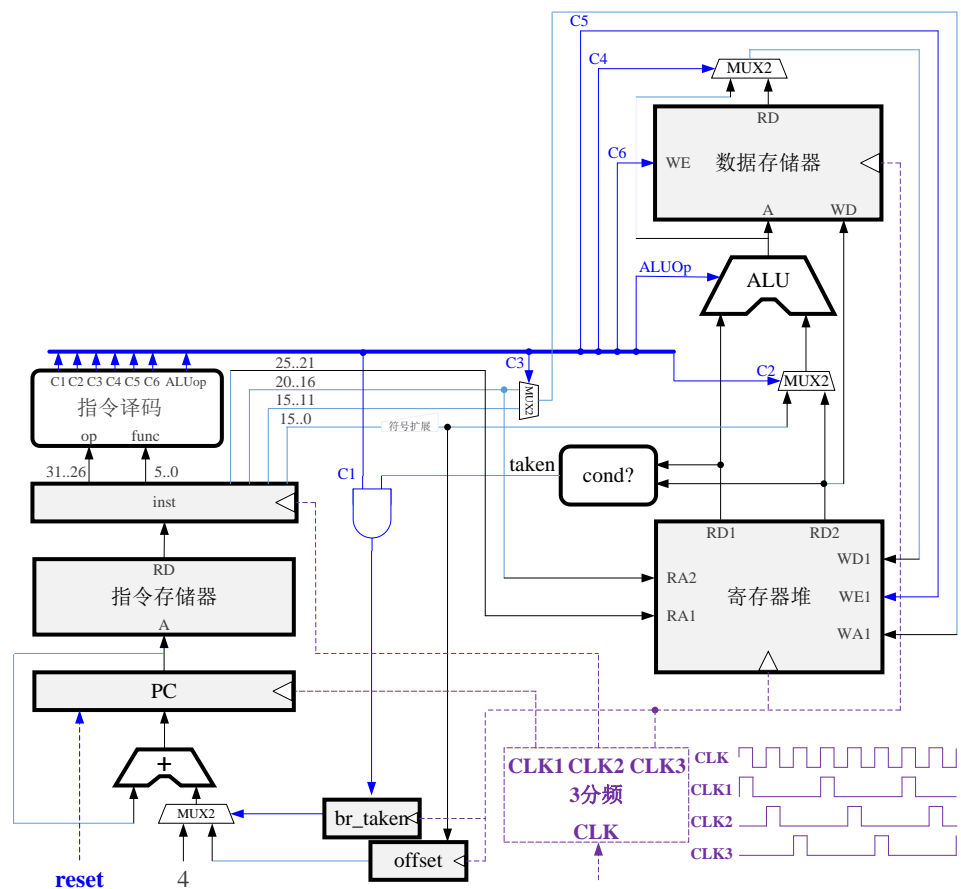 C5
C4
MUX2
RD
C6
WE
数据存储器
A
WD
ALUOp
ALU
C1 C2 C3 C4 C5 C6 ALUop
指令译码
op
func
25..21
20..16
15..11
15..0
符号扩展
C3
MUX2
C2
MUX2
31..26
5..0
inst
C1
taken
cond?
RD
指令存储器
A
RD1
RD2
WD1
RA2
寄存器堆
WE1
RA1
WA1
PC
+
MUX2
br_taken
offset
reset
4
CLK1 CLK2 CLK3
3分频
CLK
CLK
CLK1
CLK2
CLK3